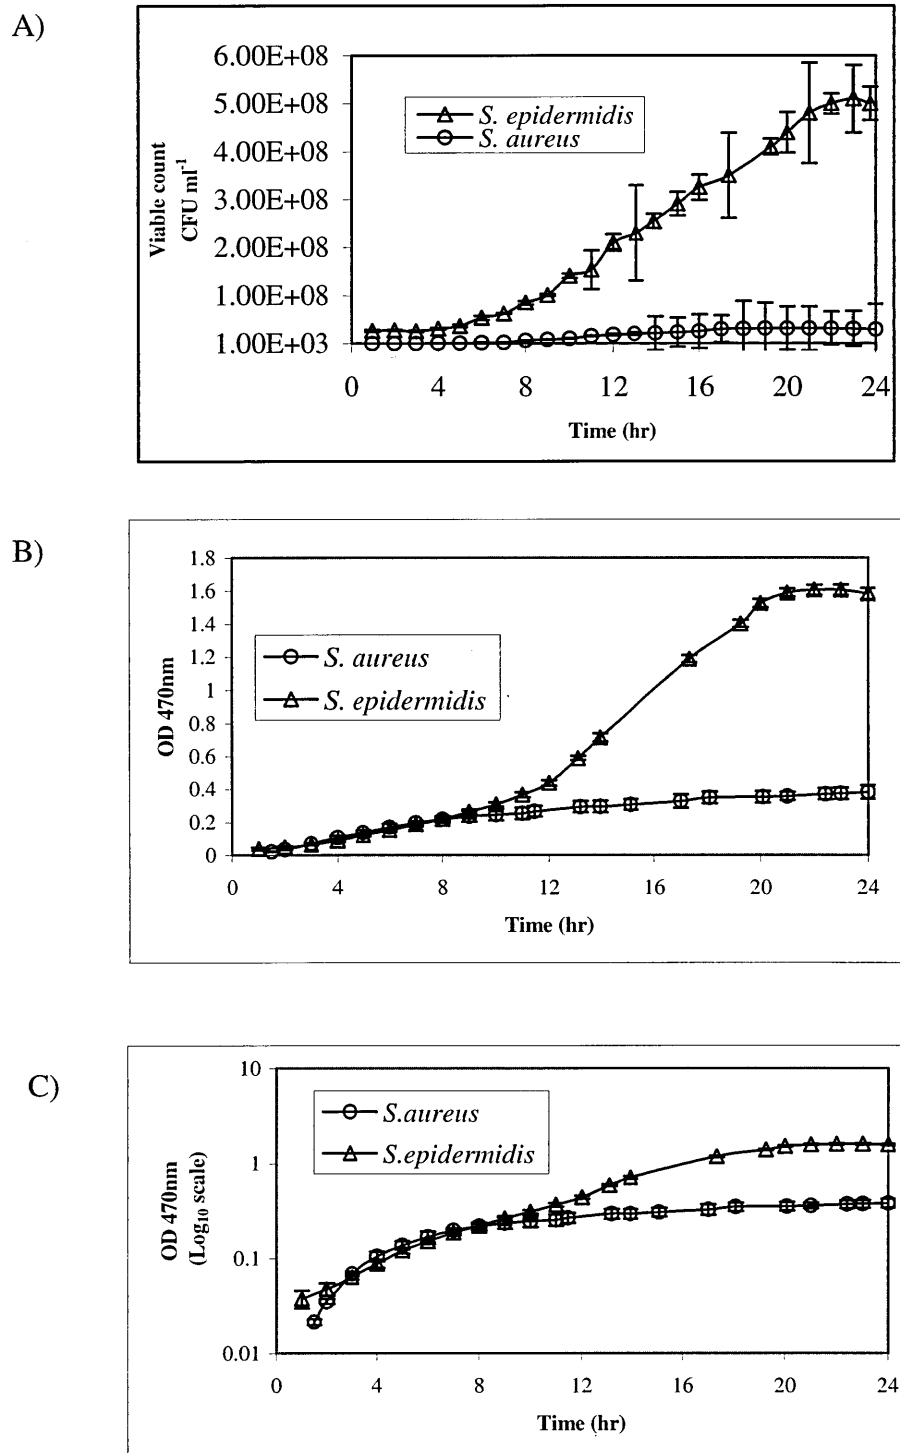 A)
6.00E+08
5.00E+08
4.00E+08
3.00E+08
2.00E+08
1.00E+08
1.00E+03
Viable count
CFU ml-1
S. epidermidis
S. aureus
0 4 8 12 16 20 24
Time (hr)
B)
1.8
1.6
1.4
1.2
1
0.8
0.6
0.4
0.2
0
OD 470nm
S. aureus
S. epidermidis
0 4 8 12 16 20 24
Time (hr)
C)
10
1
0.1
0.01
OD 470nm
(Log10 scale)
S.aureus
S.epidermidis
0 4 8 12 16 20 24
Time (hr)